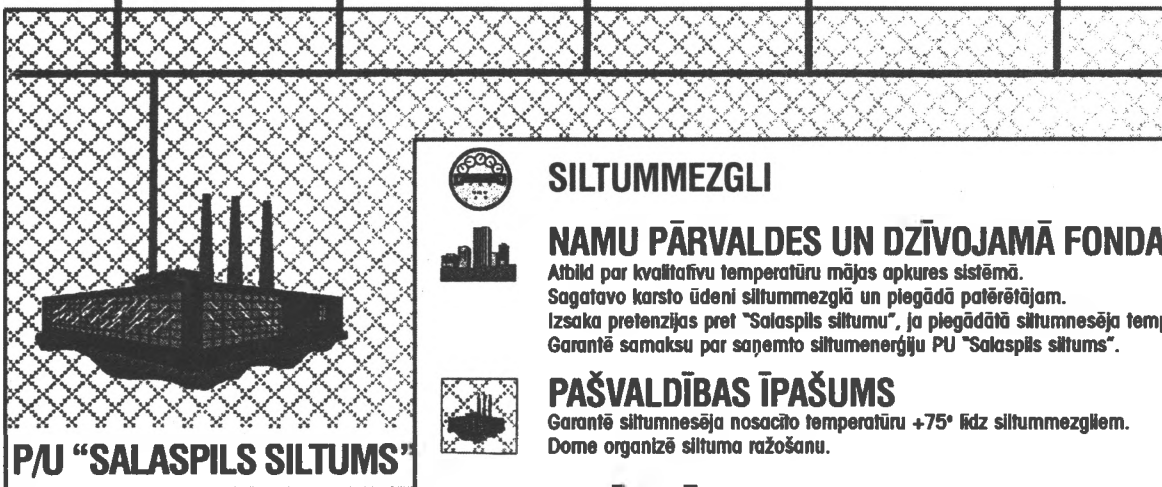 SILTUMMEZGLI
NAMU PĀRVALDES UN DZĪVOJAMĀ FONDA
Atbild par kvalitatīvu temperatūru mājas apkures sistēmā.
Sagatavo karsto ūdeni siltummezglā un piegādā patērētājam.
Izsaka pretenzijas pret "Salaspils siltumu", ja piegādātā siltumnesēja
Garantē samaksu par saņemto siltumenerģiju PU "Salaspils siltums".
PAŠVALDĪBAS ĪPAŠUMS
Garantē siltumnesēja nosacīto temperatūru +75° līdz siltummezgliem.
Dome organizē siltuma ražošanu.
P/U "SALASPILS SILTUMS"